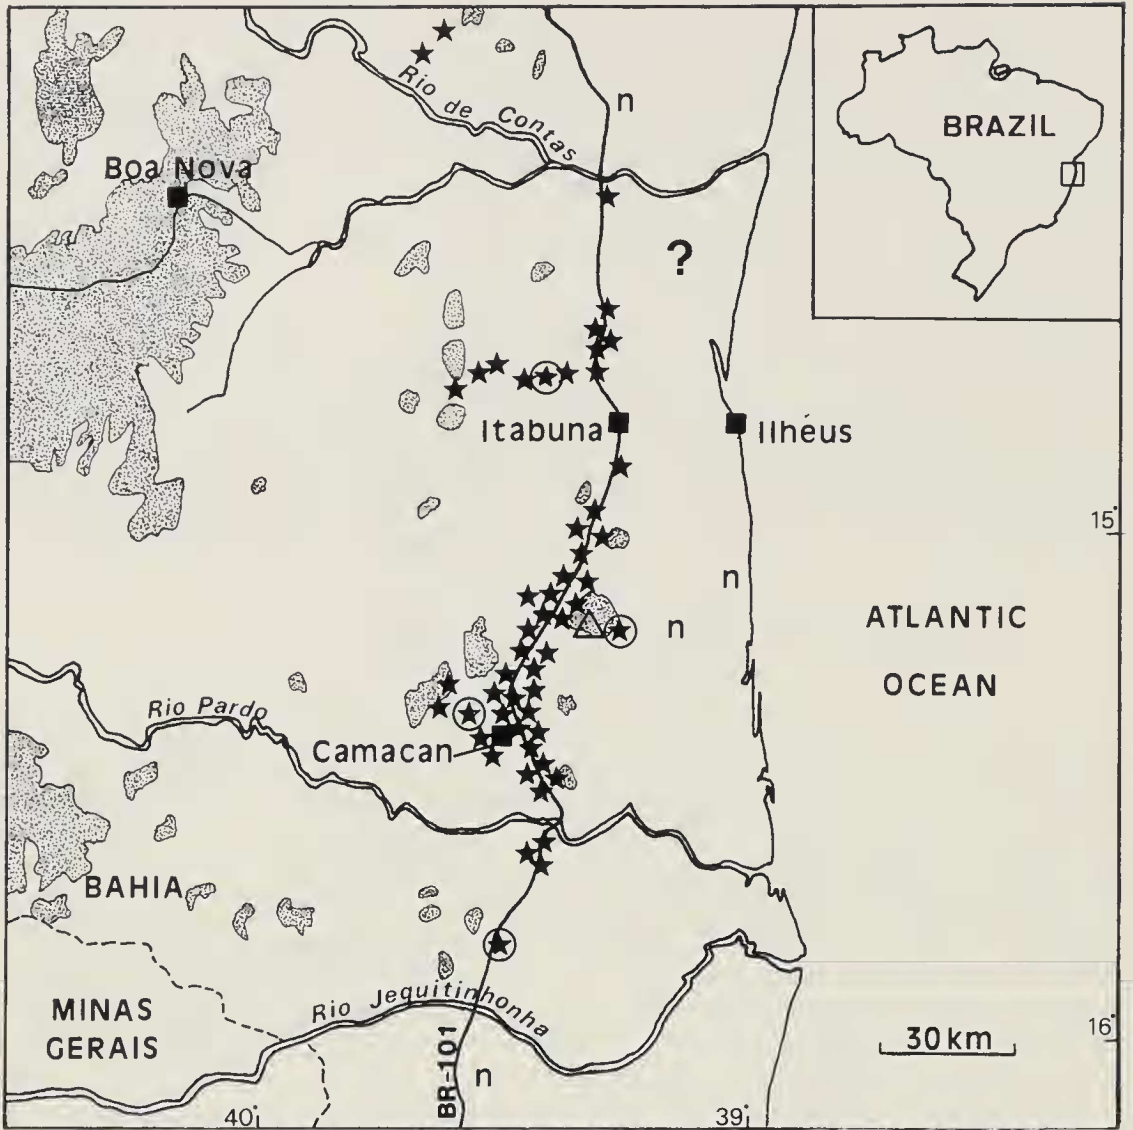 Rio de Contas
n
BRAZIL
Boa Nova
?
Itabuna
Ilhéus
15°
n
ATLANTIC
n
OCEAN
Rio Pardo
Camacan
BAHIA
MINAS
GERAIS
Rio Jequitinhonha
30 km
16°
BR-101
n
40°
39°